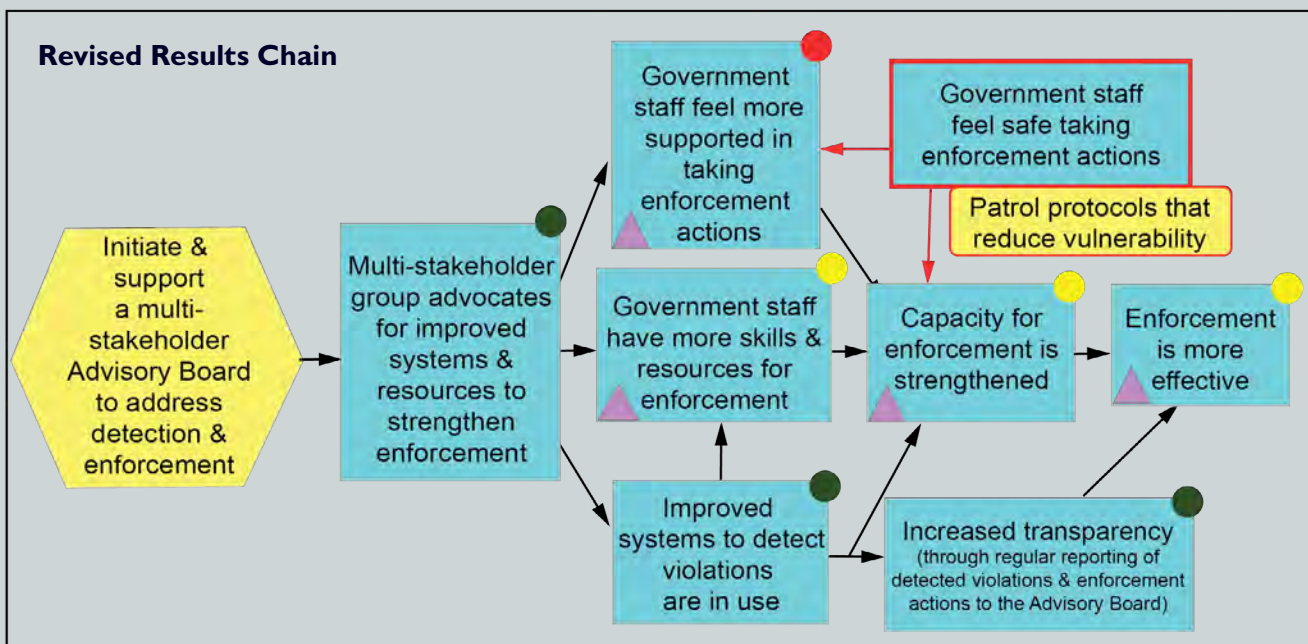 Revised Results Chain
Initiate &
support
a multi-
stakeholder
Advisory Board
to address
detection &
enforcement
Multi-stakeholder
group advocates
for improved
systems &
resources to
strengthen
enforcement
Government
staff feel more
supported in
taking
enforcement
actions
Government staff
feel safe taking
enforcement actions
Patrol protocols that
reduce vulnerability
Government staff
have more skills &
resources for
enforcement
Capacity for
enforcement is
strengthened
Enforcement
is more
effective
Improved
systems to detect
violations
are in use
Increased transparency
(through regular reporting of
detected violations & enforcement
actions to the Advisory Board)